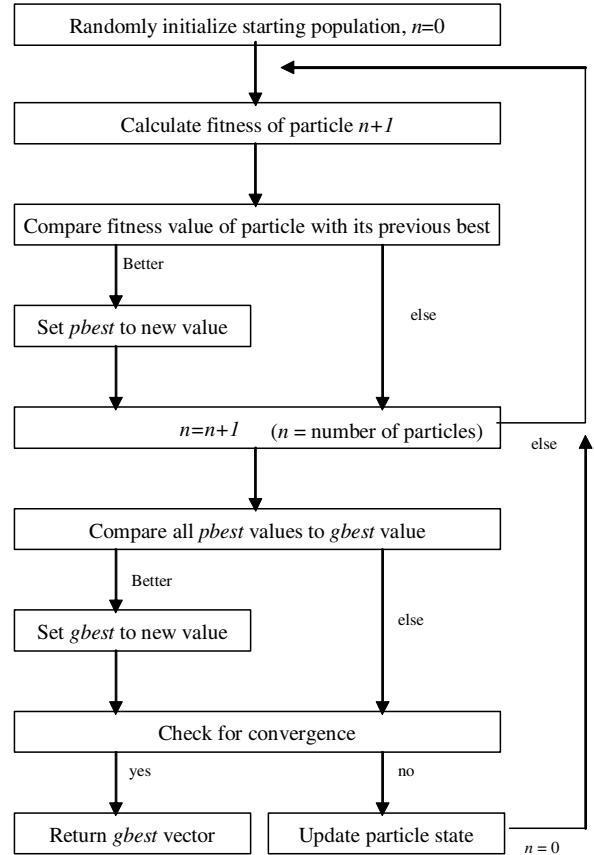 Randomly initialize starting population, n=0
Calculate fitness of particle n+1
Compare fitness value of particle with its previous best
Better
else
Set pbest to new value
n=n+1 (n = number of particles)
else
Compare all pbest values to gbest value
Better
else
Set gbest to new value
Check for convergence
yes
no
Return gbest vector
Update particle state
n = 0